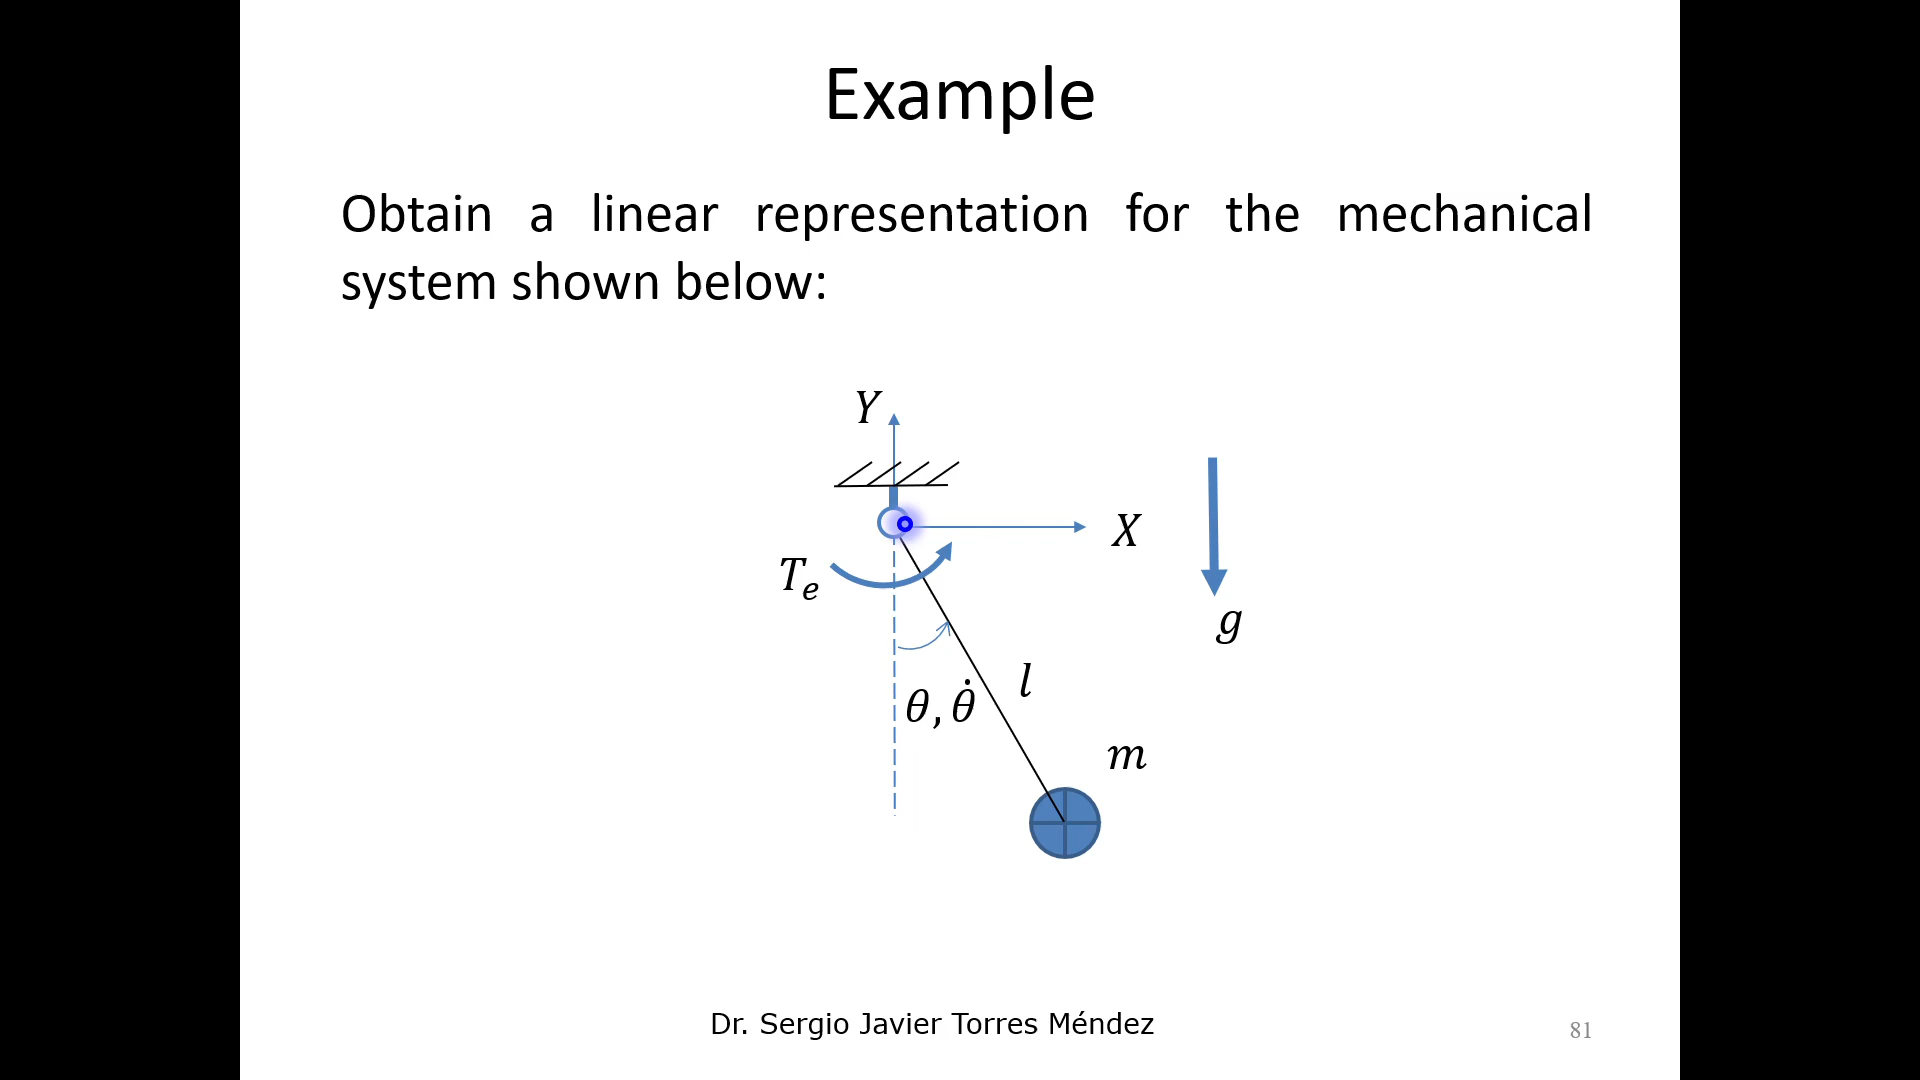 Example
Obtain a linear representation for the mechanical
system shown below:
Y
X
T_e
g
θ, θ̇
l
m
Dr. Sergio Javier Torres Méndez
81